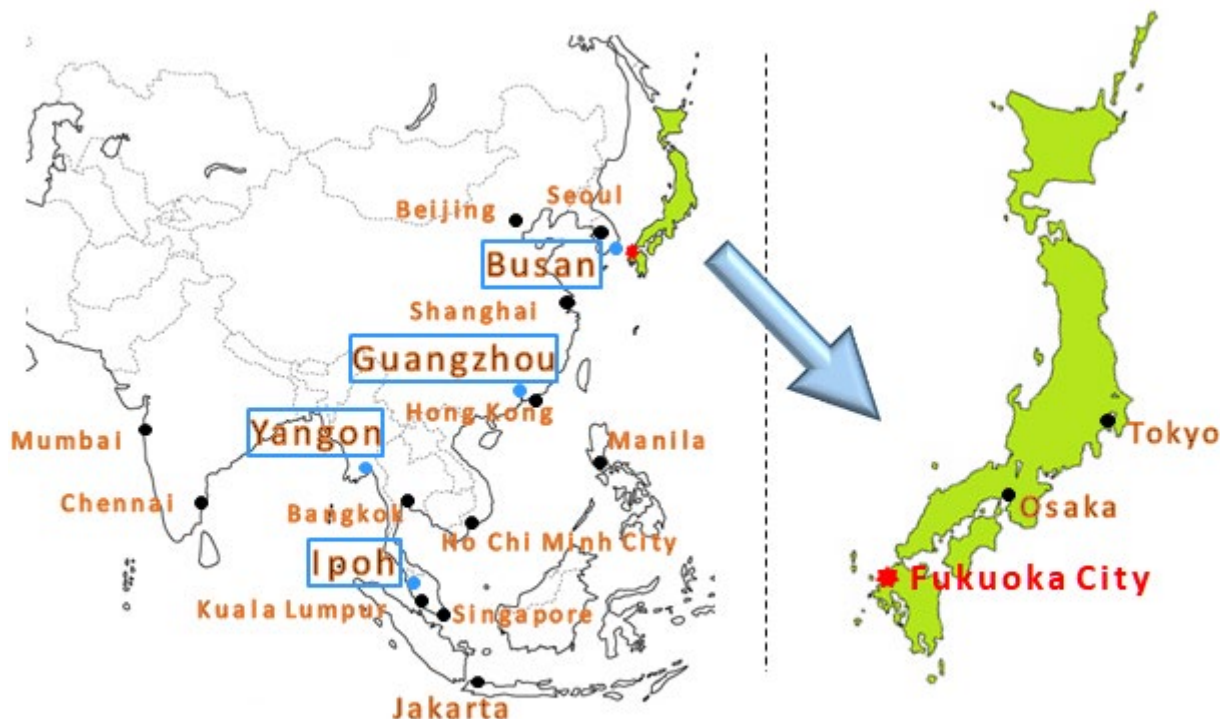 Seoul
Beijing
Busan
Shanghai
Guangzhou
Hong Kong
Yangon
Mumbai
Manila
Chennai
Bangkok
Ho Chi Minh City
Ipoh
Kuala Lumpur
Singapore
Jakarta
Tokyo
Osaka
Fukuoka City